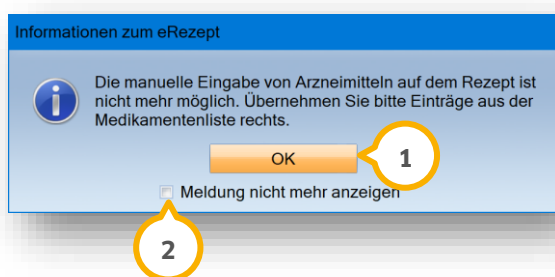 Informationen zum eRezept
Die manuelle Eingabe von Arzneimitteln auf dem Rezept ist
nicht mehr möglich. Übernehmen Sie bitte Einträge aus der
Medikamentenliste rechts.
OK
1
Meldung nicht mehr anzeigen
2